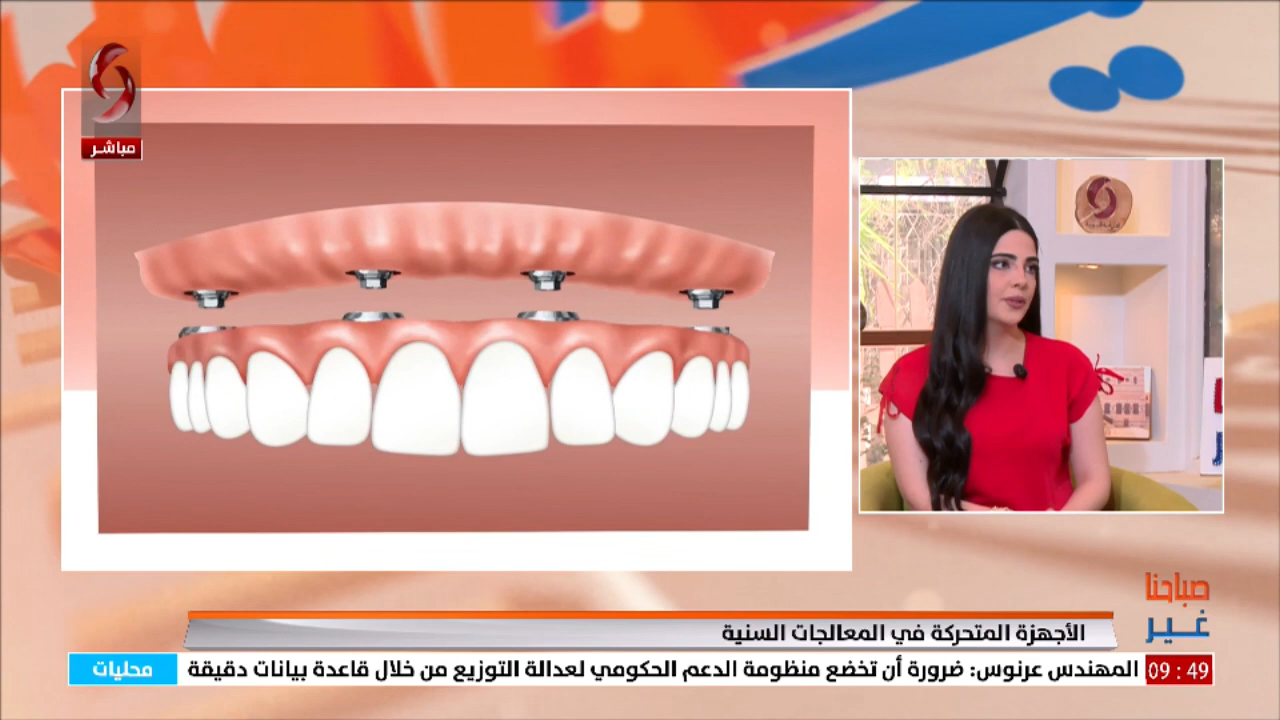 مباشر
صباحنا
غير
الأجهزة المتحركة في المعالجات السنية
09 : 49
المهندس عرنوس: ضرورة أن تخضع منظومة الدعم الحكومي لعدالة التوزيع من خلال قاعدة بيانات دقيقة
محليات